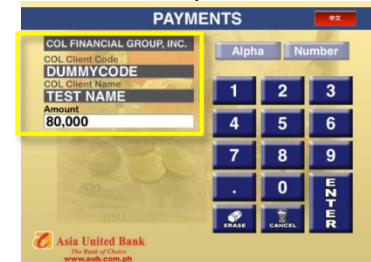 PAYMENTS
中文
COL FINANCIAL GROUP, INC.
COL Client Code
DUMMYCODE
COL Client Name
TEST NAME
Amount
80,000
Alpha Number
1 2 3
4 5 6
7 8 9
. 0 ENTER
ERASE CANCEL
Asia United Bank
The Bank of Choice
www.aub.com.ph